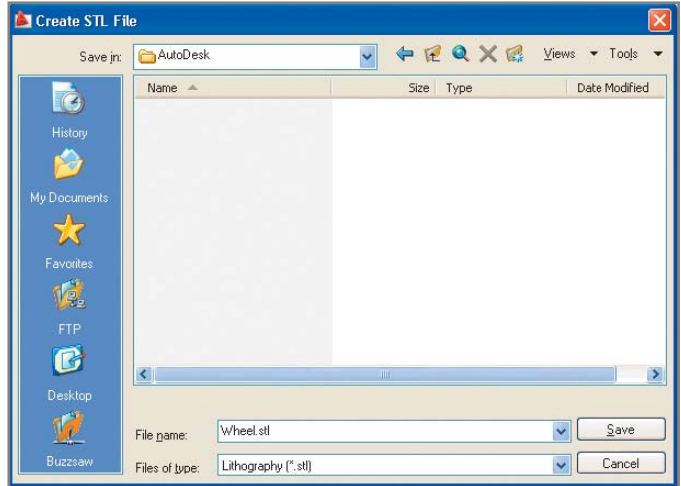 Create STL File
Save in: AutoDesk Views Tools
Name Size Type Date Modified
History
My Documents
Favorites
FTP
Desktop
Buzzsaw
File name: Wheel.stl Save
Files of type: Lithography (*.stl) Cancel